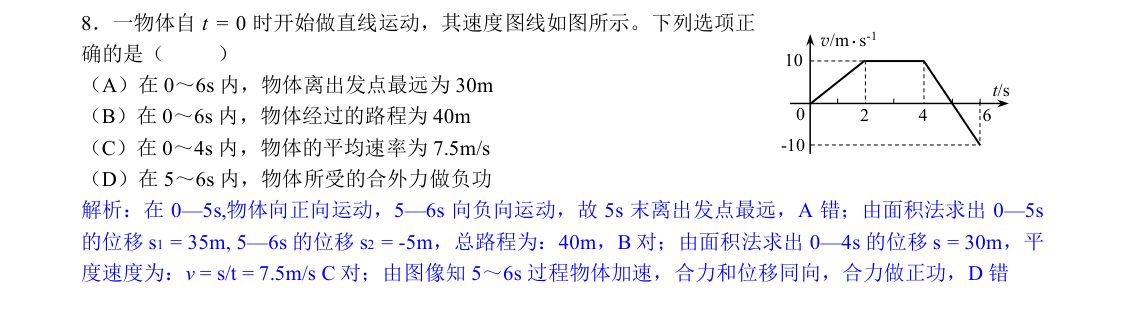 8．一物体自 t = 0 时开始做直线运动，其速度图线如图所示。下列选项正
确的是（　　）
（A）在 0～6s 内，物体离出发点最远为 30m
（B）在 0～6s 内，物体经过的路程为 40m
（C）在 0～4s 内，物体的平均速率为 7.5m/s
（D）在 5～6s 内，物体所受的合外力做负功
v/m·s⁻¹
10
t/s
0
2
4
6
-10
解析：在 0—5s,物体向正向运动，5—6s 向负向运动，故 5s 末离出发点最远，A 错；由面积法求出 0—5s
的位移 s1 = 35m, 5—6s 的位移 s2 = -5m，总路程为：40m，B 对；由面积法求出 0—4s 的位移 s = 30m，平
度速度为：v = s/t = 7.5m/s C 对；由图像知 5～6s 过程物体加速，合力和位移同向，合力做正功，D 错